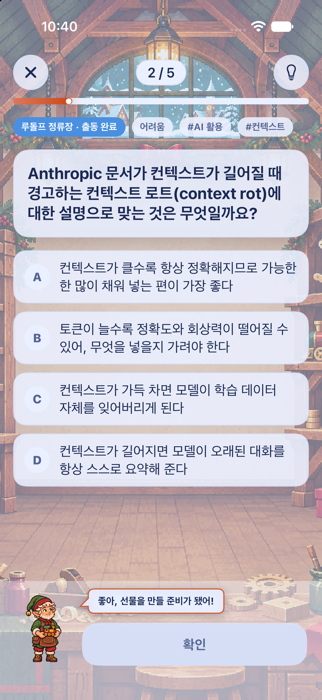 10:40
2 / 5
루돌프 정류장 · 출동 완료
어려움
#AI 활용
#컨텍스트
Anthropic 문서가 컨텍스트가 길어질 때
경고하는 컨텍스트 로트(context rot)에
대한 설명으로 맞는 것은 무엇일까요?
A
컨텍스트가 클수록 항상 정확해지므로 가능한
한 많이 채워 넣는 편이 가장 좋다
B
토큰이 늘수록 정확도와 회상력이 떨어질 수
있어, 무엇을 넣을지 가려야 한다
C
컨텍스트가 가득 차면 모델이 학습 데이터
자체를 잊어버리게 된다
D
컨텍스트가 길어지면 모델이 오래된 대화를
항상 스스로 요약해 준다
좋아, 선물을 만들 준비가 됐어!
확인